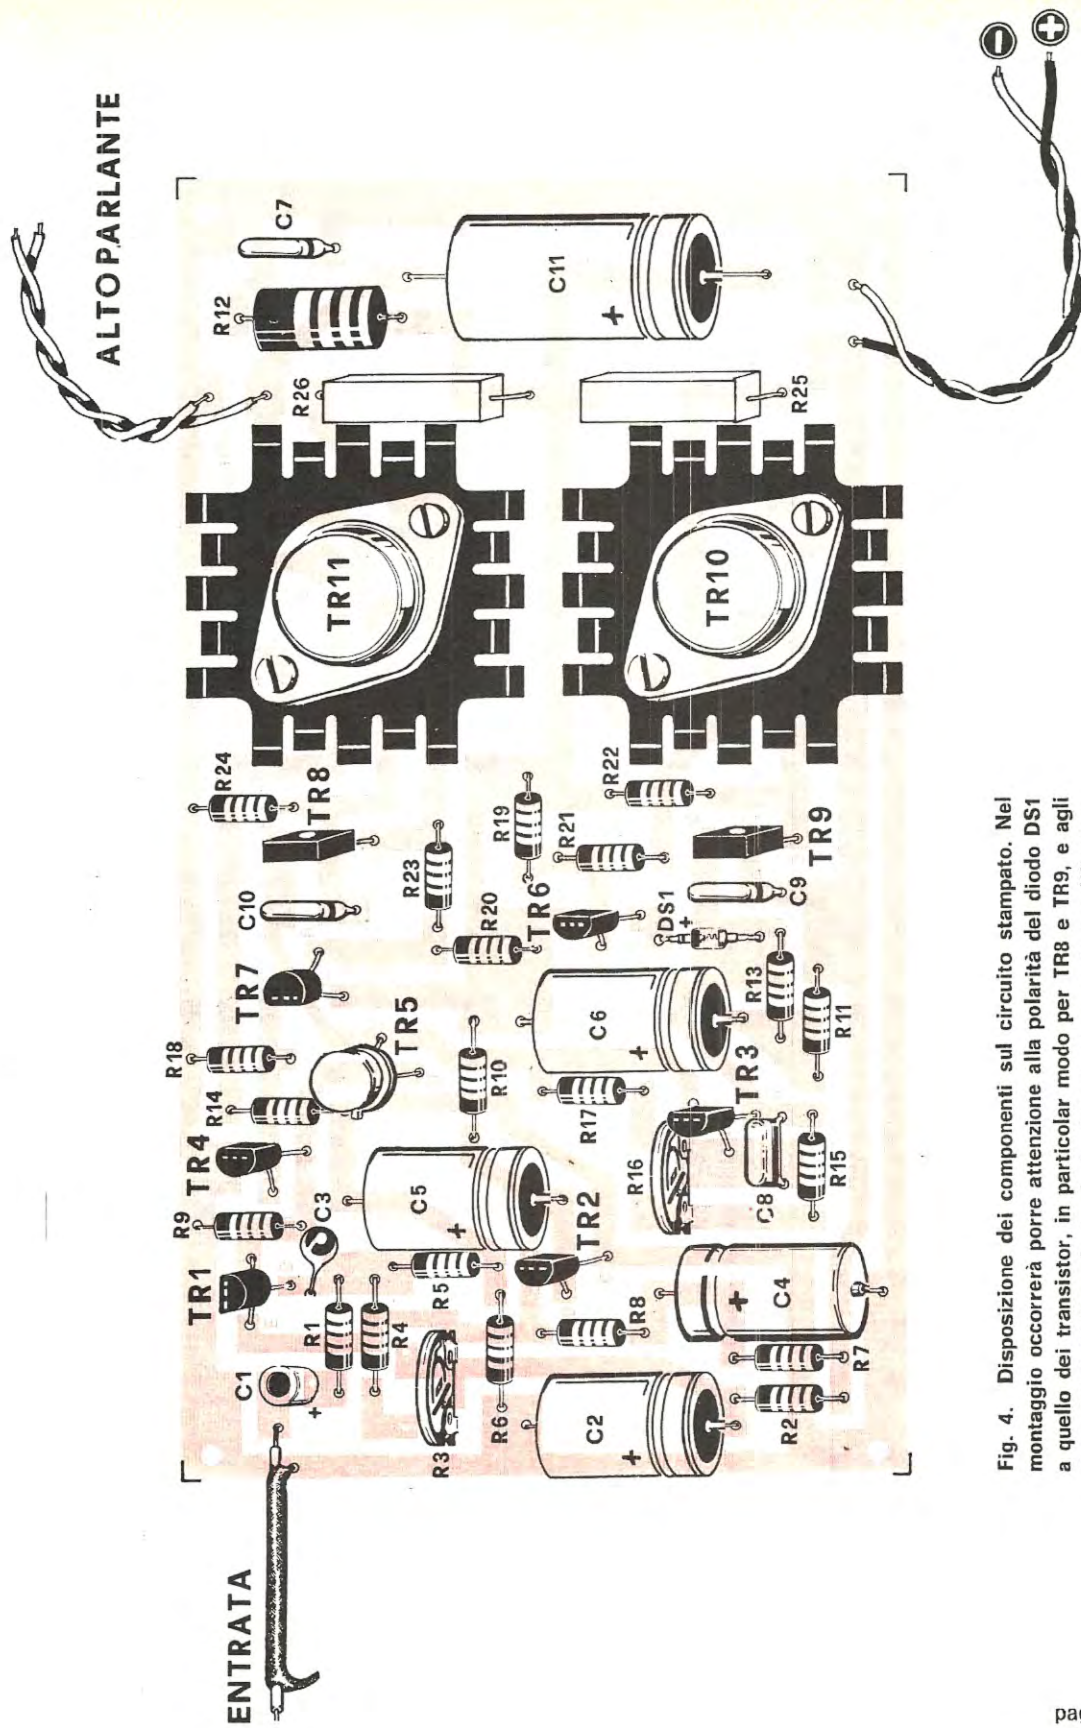 ENTRATA
ALTOPARLANTE
C1
TR1
R9
TR4
R14
R18
TR7
C10
TR8
R24
TR11
R26
R12
C7
R1
R4
C3
C5
TR5
R10
R23
R20
R19
R3
R6
R5
TR2
R8
R17
C6
TR6
R21
R22
C2
R2
R7
C4
R16
C8
R15
TR3
R13
R11
DS1
+
C9
TR9
TR10
R25
C11
+
+
+
+
+
+
-
+
Fig. 4. Disposizione dei componenti sul circuito stampato. Nel
montaggio occorrerà porre attenzione alla polarità del diodo DS1
a quello dei transistor, in particolar modo per TR8 e TR9, e agli
pag